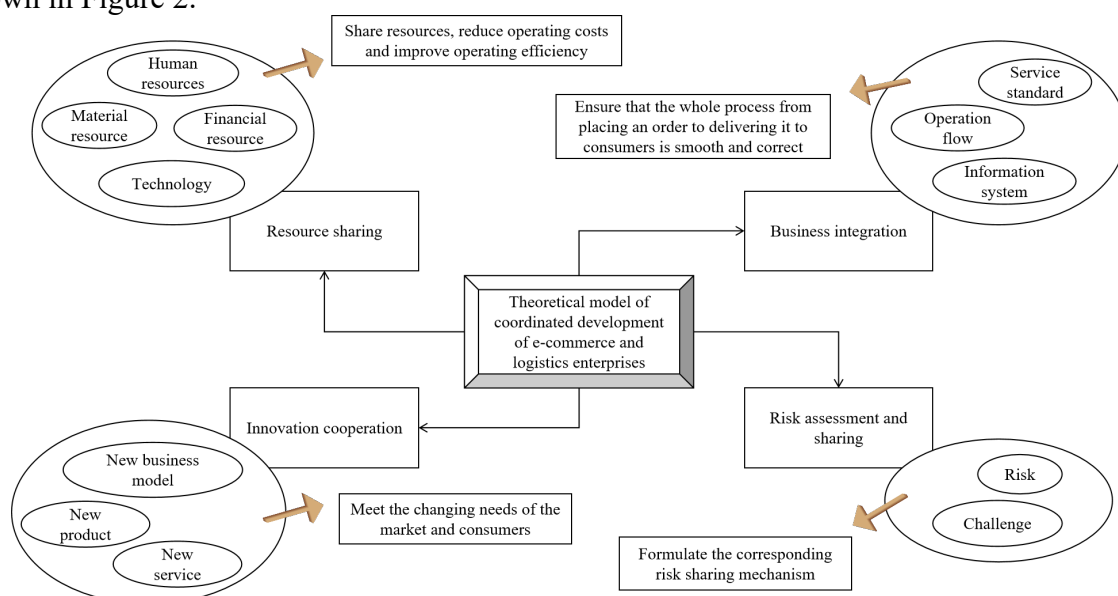 wn in Figure 2.
Share resources, reduce operating costs
and improve operating efficiency
Human
resources
Material
resource
Financial
resource
Technology
Resource sharing
Service
standard
Operation
flow
Information
system
Ensure that the whole process from
placing an order to delivering it to
consumers is smooth and correct
Business integration
Theoretical model of
coordinated development
of e-commerce and
logistics enterprises
Innovation cooperation
New business
model
New
product
New
service
Meet the changing needs of the
market and consumers
Risk assessment and
sharing
Risk
Challenge
Formulate the corresponding
risk sharing mechanism